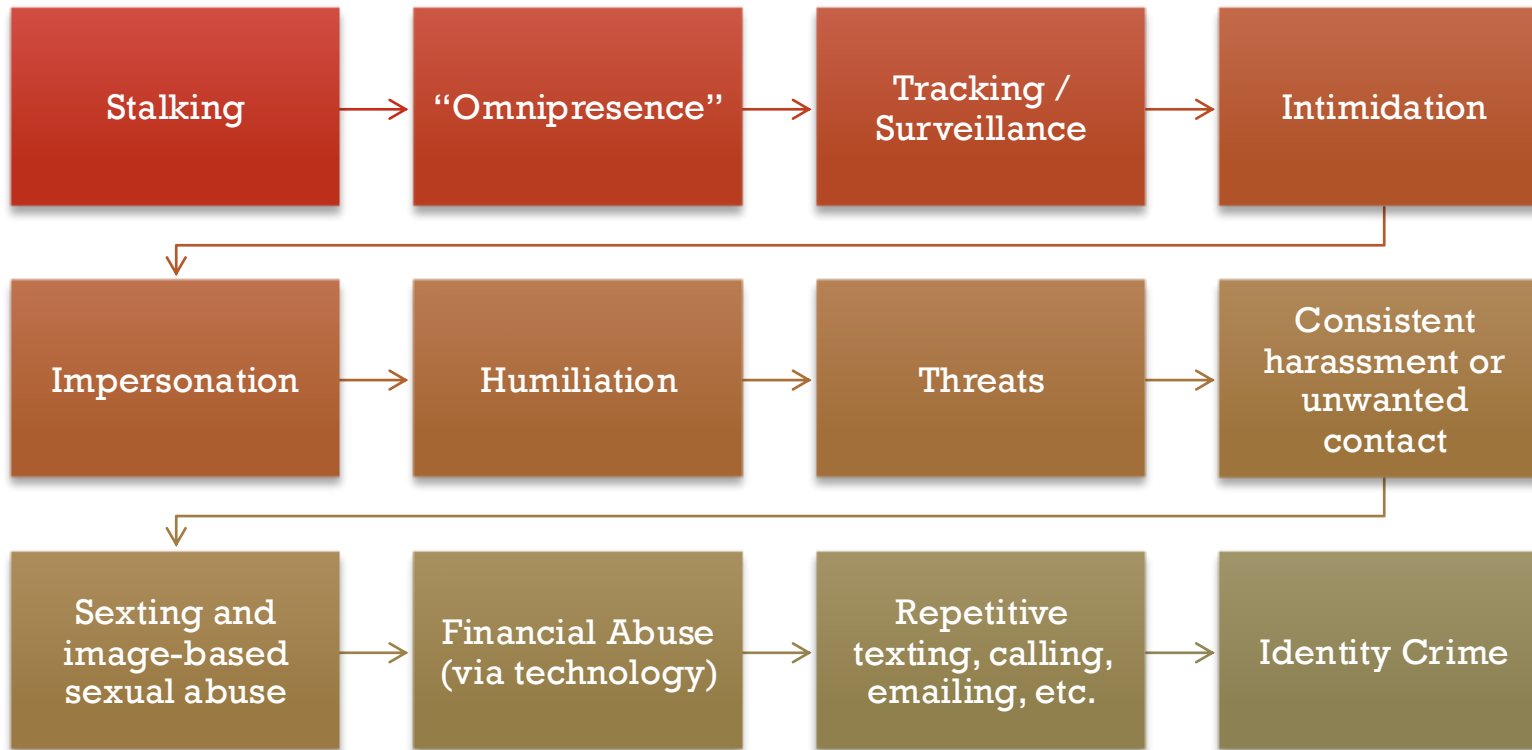 Stalking
“Omnipresence”
Tracking /
Surveillance
Intimidation
Impersonation
Humiliation
Threats
Consistent
harassment or
unwanted
contact
Sexting and
image-based
sexual abuse
Financial Abuse
(via technology)
Repetitive
texting, calling,
emailing, etc.
Identity Crime